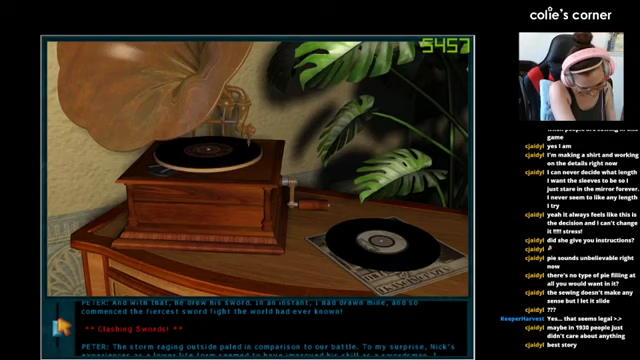 colie's corner
5457
game
cjaidyl yes I am
cjaidyl I'm making a shirt and working
on the details right now
cjaidyl I can never decide what length
I want the sleeves to be so I
just stare in the mirror forever.
I never seem to like any length
I try
cjaidyl yeah it always feels like this is
the decision and I can't change
it !!!!! stress!
cjaidyl did she give you instructions?
cjaidyl
cjaidyl pie sounds unbelievable right
now
cjaidyl there's no type of pie filling at
all you would want in it?
cjaidyl the sewing doesn't make any
sense but I let it slide
cjaidyl ???
KeeperHarvest Yes... that seems legal >.>
cjaidyl maybe in 1930 people just
didn't care about anything
cjaidyl best story
PETER: And with that, he drew his sword. In an instant, I had drawn mine, and so
commenced the fiercest sword fight the world had ever known!
** Clashing Swords! **
PETER: The storm raging outside paled in comparison to our battle. To my surprise, Nick's